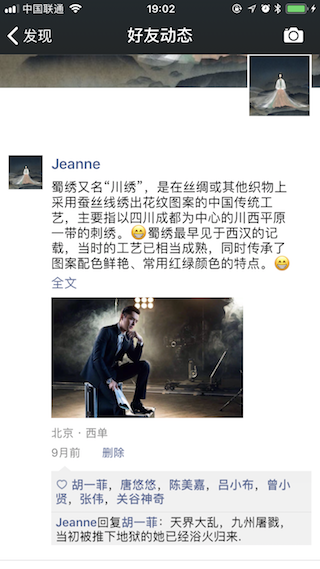 中国联通 19:02
发现 好友动态
Jeanne
蜀绣又名“川绣”，是在丝绸或其他织物上
采用蚕丝线绣出花纹图案的中国传统工
艺，主要指以四川成都为中心的川西平原
一带的刺绣。😁蜀绣最早见于西汉的记
载，当时的工艺已相当成熟，同时传承了
图案配色鲜艳、常用红绿颜色的特点。😁
全文
北京 · 西单
9月前 删除
胡一菲，唐悠悠，陈美嘉，吕小布，曾小
贤，张伟，关谷神奇
Jeanne回复胡一菲：天界大乱，九州屠戮，
当初被推下地狱的她已经浴火归来.